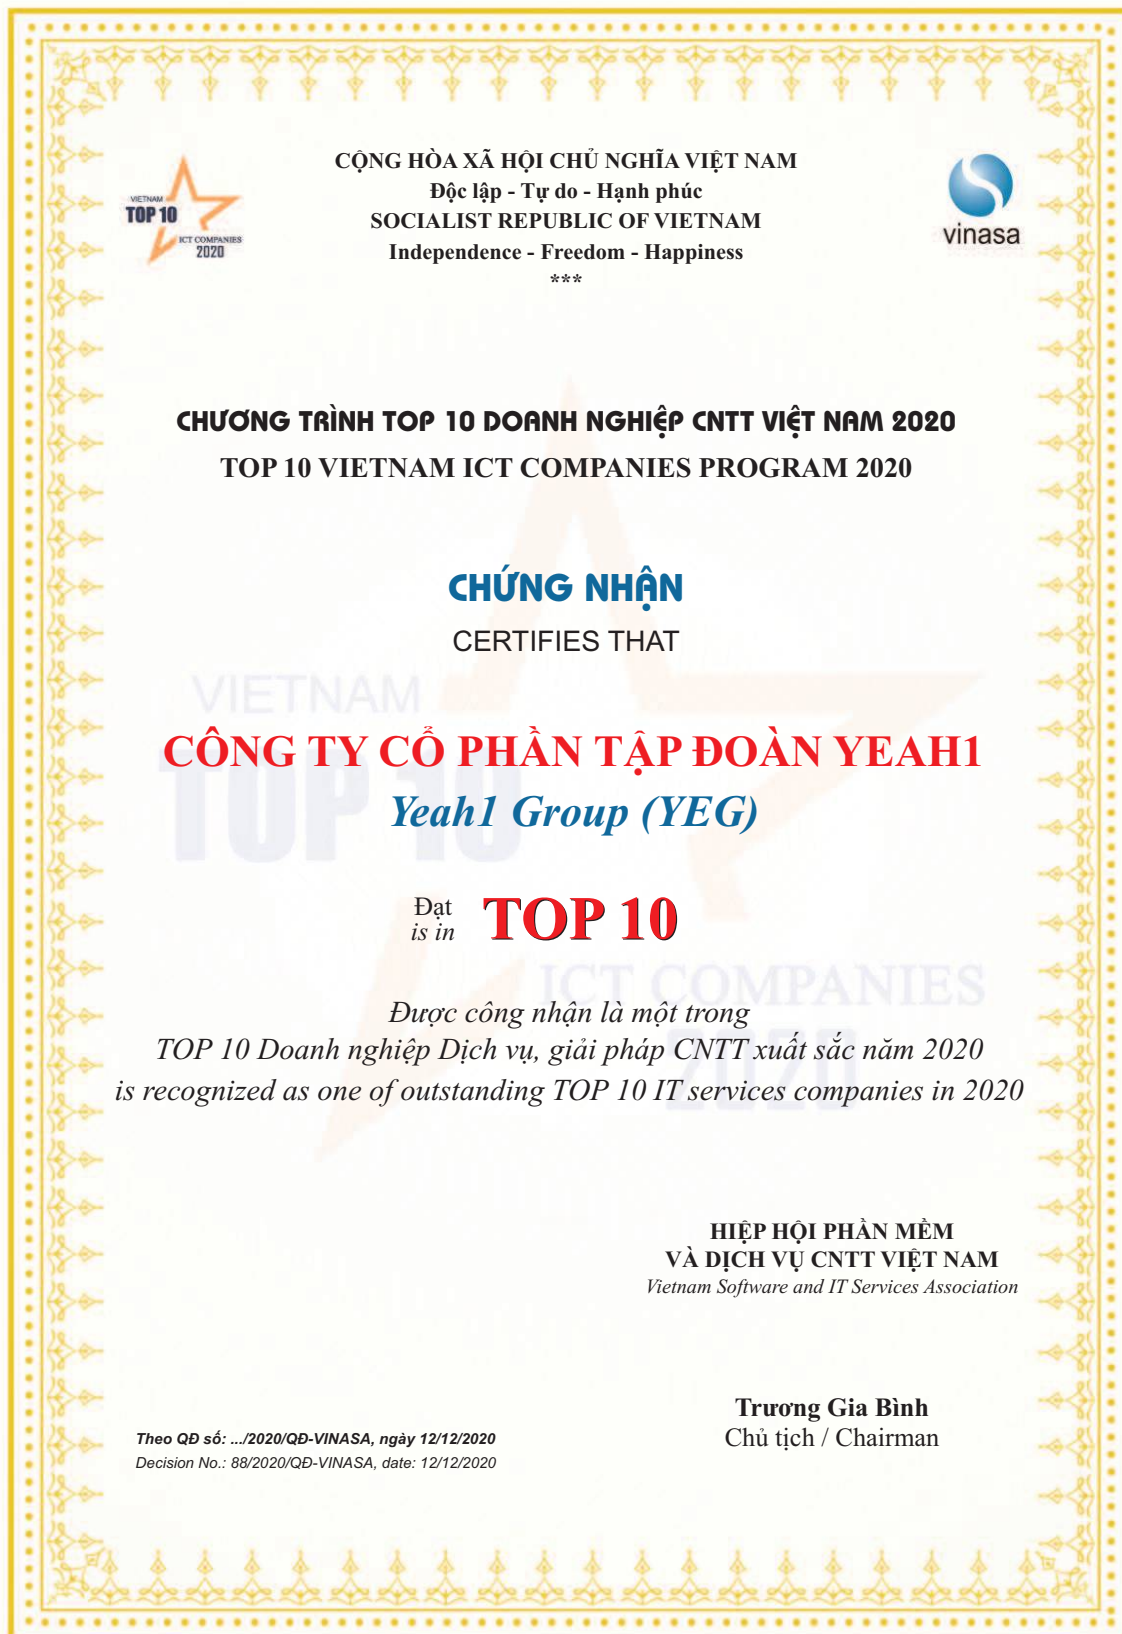 CỘNG HÒA XÃ HỘI CHỦ NGHĨA VIỆT NAM
Độc lập - Tự do - Hạnh phúc
SOCIALIST REPUBLIC OF VIETNAM
Independence - Freedom - Happiness
***
VIETNAM
TOP 10
ICT COMPANIES
2020
vinasa
CHƯƠNG TRÌNH TOP 10 DOANH NGHIỆP CNTT VIỆT NAM 2020
TOP 10 VIETNAM ICT COMPANIES PROGRAM 2020
CHỨNG NHẬN
CERTIFIES THAT
VIETNAM
TOP 10
ICT COMPANIES
2020
CÔNG TY CỔ PHẦN TẬP ĐOÀN YEAH1
Yeah1 Group (YEG)
Đạt
is in
TOP 10
Được công nhận là một trong
TOP 10 Doanh nghiệp Dịch vụ, giải pháp CNTT xuất sắc năm 2020
is recognized as one of outstanding TOP 10 IT services companies in 2020
HIỆP HỘI PHẦN MỀM
VÀ DỊCH VỤ CNTT VIỆT NAM
Vietnam Software and IT Services Association
Trương Gia Bình
Chủ tịch / Chairman
Theo QĐ số: .../2020/QĐ-VINASA, ngày 12/12/2020
Decision No.: 88/2020/QĐ-VINASA, date: 12/12/2020